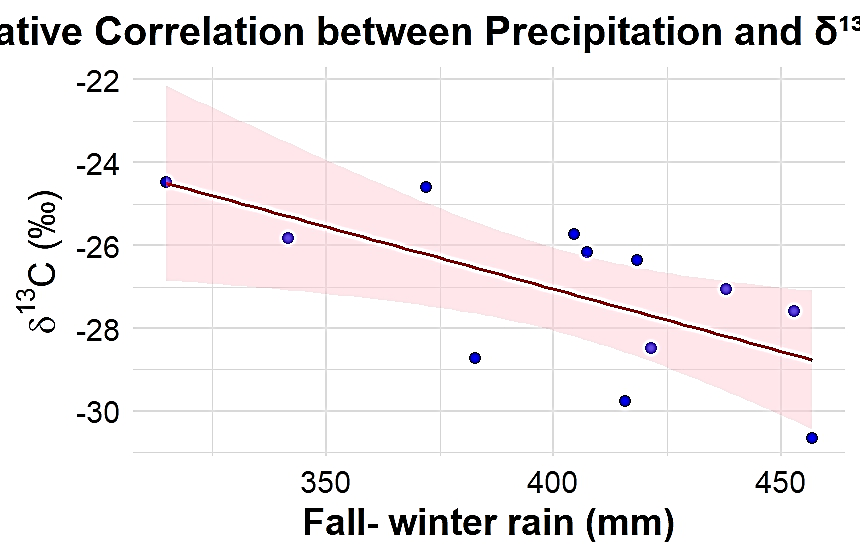 ative Correlation between Precipitation and δ¹³
-22
-24
-26
-28
-30
δ¹³C (‰)
350 400 450
Fall- winter rain (mm)